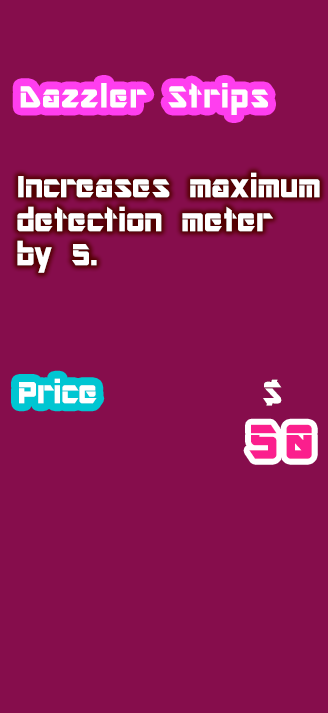 Dazzler Strips
Increases maximum
detection meter
by 5.
Price
$
50